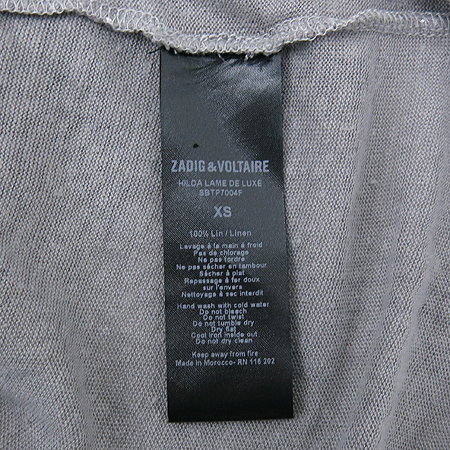 ZADIG & VOLTAIRE
HILDA LAME DE LUXE
SBTP7004F
XS
100% Lin / Linen
Lavage à la main à froid
Pas de chlorage
Ne pas tordre
Ne pas sécher en tambour
Sécher à plat
Repassage à fer doux
sur l'envers
Nettoyage à sec interdit
Hand wash with cold water
Do not bleach
Do not twist
Do not tumble dry
Dry flat
Cool iron inside out
Do not dry clean
Keep away from fire
Made in Morocco- RN 116 202